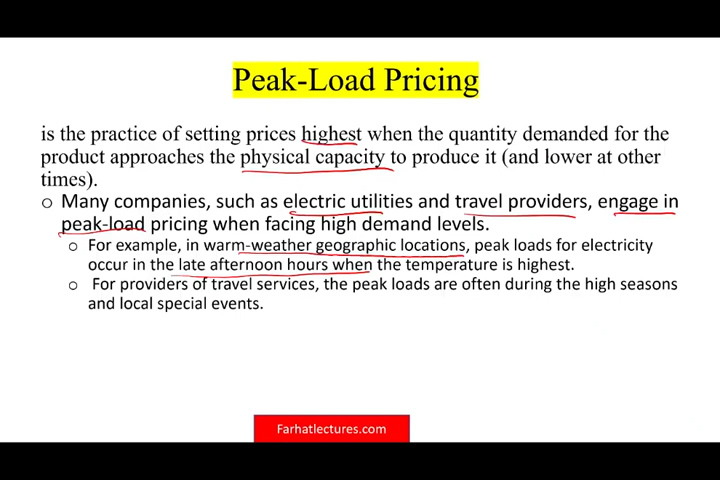 Peak-Load Pricing
is the practice of setting prices highest when the quantity demanded for the
product approaches the physical capacity to produce it (and lower at other
times).
o Many companies, such as electric utilities and travel providers, engage in
peak-load pricing when facing high demand levels.
o For example, in warm-weather geographic locations, peak loads for electricity
occur in the late afternoon hours when the temperature is highest.
o For providers of travel services, the peak loads are often during the high seasons
and local special events.
Farhatlectures.com